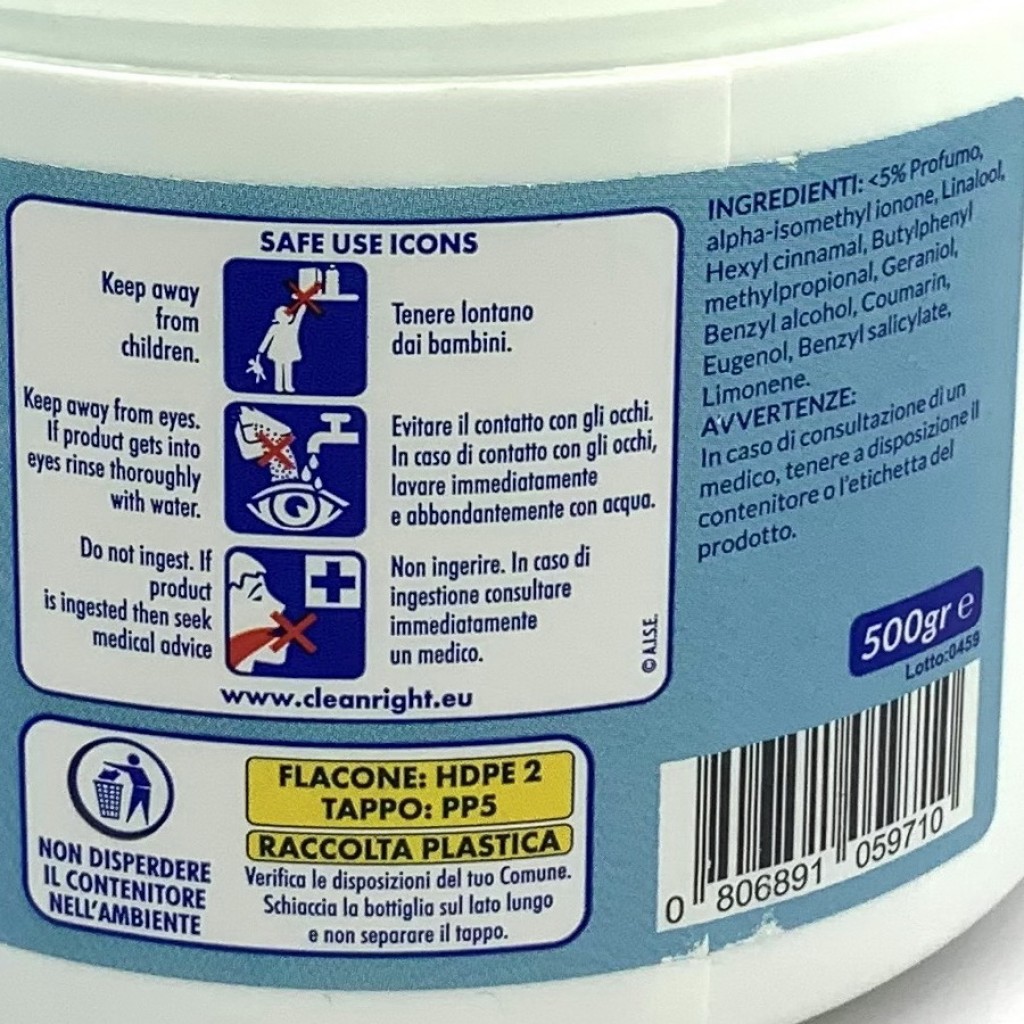 SAFE USE ICONS
Keep away
from
children.
Tenere lontano
dai bambini.
Keep away from eyes.
If product gets into
eyes rinse thoroughly
with water.
Evitare il contatto con gli occhi.
In caso di contatto con gli occhi,
lavare immediatamente
e abbondantemente con acqua.
Do not ingest. If
product
is ingested then seek
medical advice
Non ingerire. In caso di
ingestione consultare
immediatamente
un medico.
© A.I.S.E.
www.cleanright.eu
NON DISPERDERE
IL CONTENITORE
NELL'AMBIENTE
FLACONE: HDPE 2
TAPPO: PP5
RACCOLTA PLASTICA
Verifica le disposizioni del tuo Comune.
Schiaccia la bottiglia sul lato lungo
e non separare il tappo.
INGREDIENTI: <5% Profumo,
alpha-isomethyl ionone, Linalool,
Hexyl cinnamal, Butylphenyl
methylpropional, Geraniol,
Benzyl alcohol, Coumarin,
Eugenol, Benzyl salicylate,
Limonene.
AVVERTENZE:
In caso di consultazione di un
medico, tenere a disposizione il
contenitore o l'etichetta del
prodotto.
500gr e
Lotto:0459
0 806891 059710